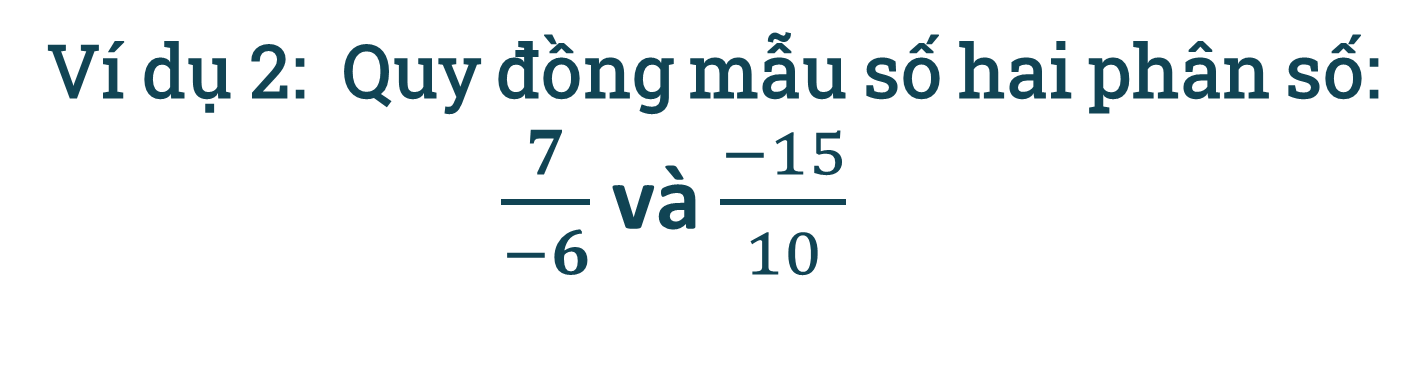 Ví dụ 2: Quy đồng mẫu số hai phân số:
7/−6 và −15/10